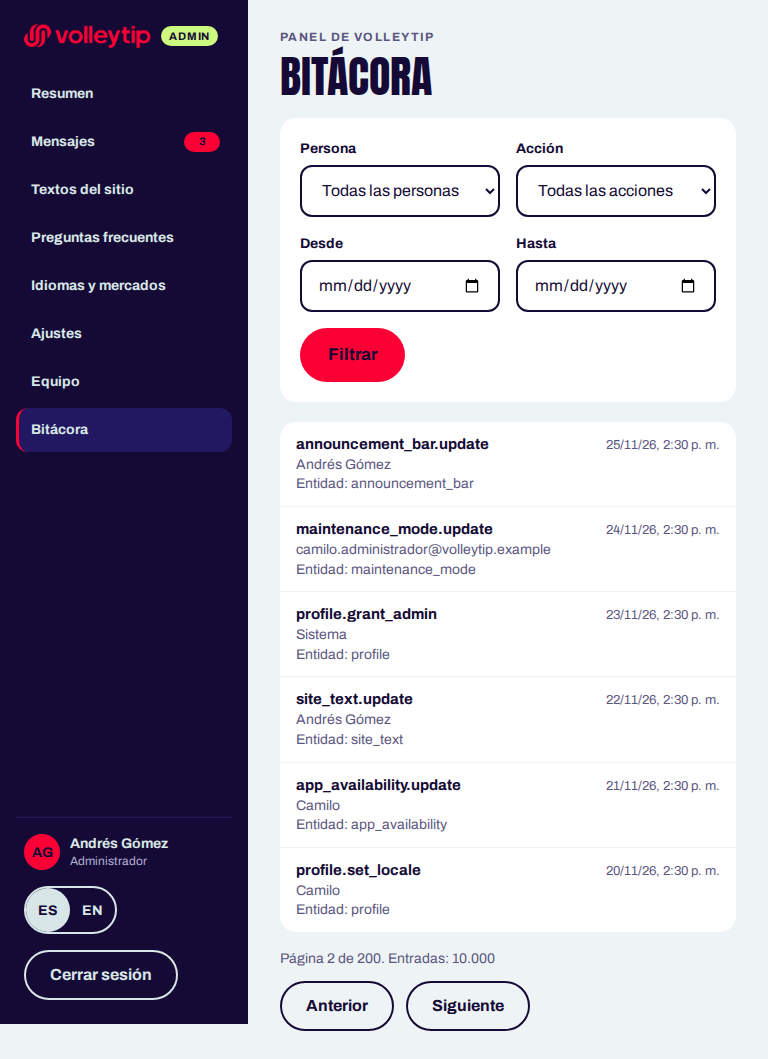 volleytip ADMIN
Resumen
Mensajes 3
Textos del sitio
Preguntas frecuentes
Idiomas y mercados
Ajustes
Equipo
Bitácora
AG Andrés Gómez
Administrador
ES EN
Cerrar sesión
PANEL DE VOLLEYTIP
BITÁCORA
Persona Acción
Todas las personas Todas las acciones
Desde Hasta
mm/dd/yyyy mm/dd/yyyy
Filtrar
announcement_bar.update 25/11/26, 2:30 p. m.
Andrés Gómez
Entidad: announcement_bar
maintenance_mode.update 24/11/26, 2:30 p. m.
camilo.administrador@volleytip.example
Entidad: maintenance_mode
profile.grant_admin 23/11/26, 2:30 p. m.
Sistema
Entidad: profile
site_text.update 22/11/26, 2:30 p. m.
Andrés Gómez
Entidad: site_text
app_availability.update 21/11/26, 2:30 p. m.
Camilo
Entidad: app_availability
profile.set_locale 20/11/26, 2:30 p. m.
Camilo
Entidad: profile
Página 2 de 200. Entradas: 10.000
Anterior Siguiente